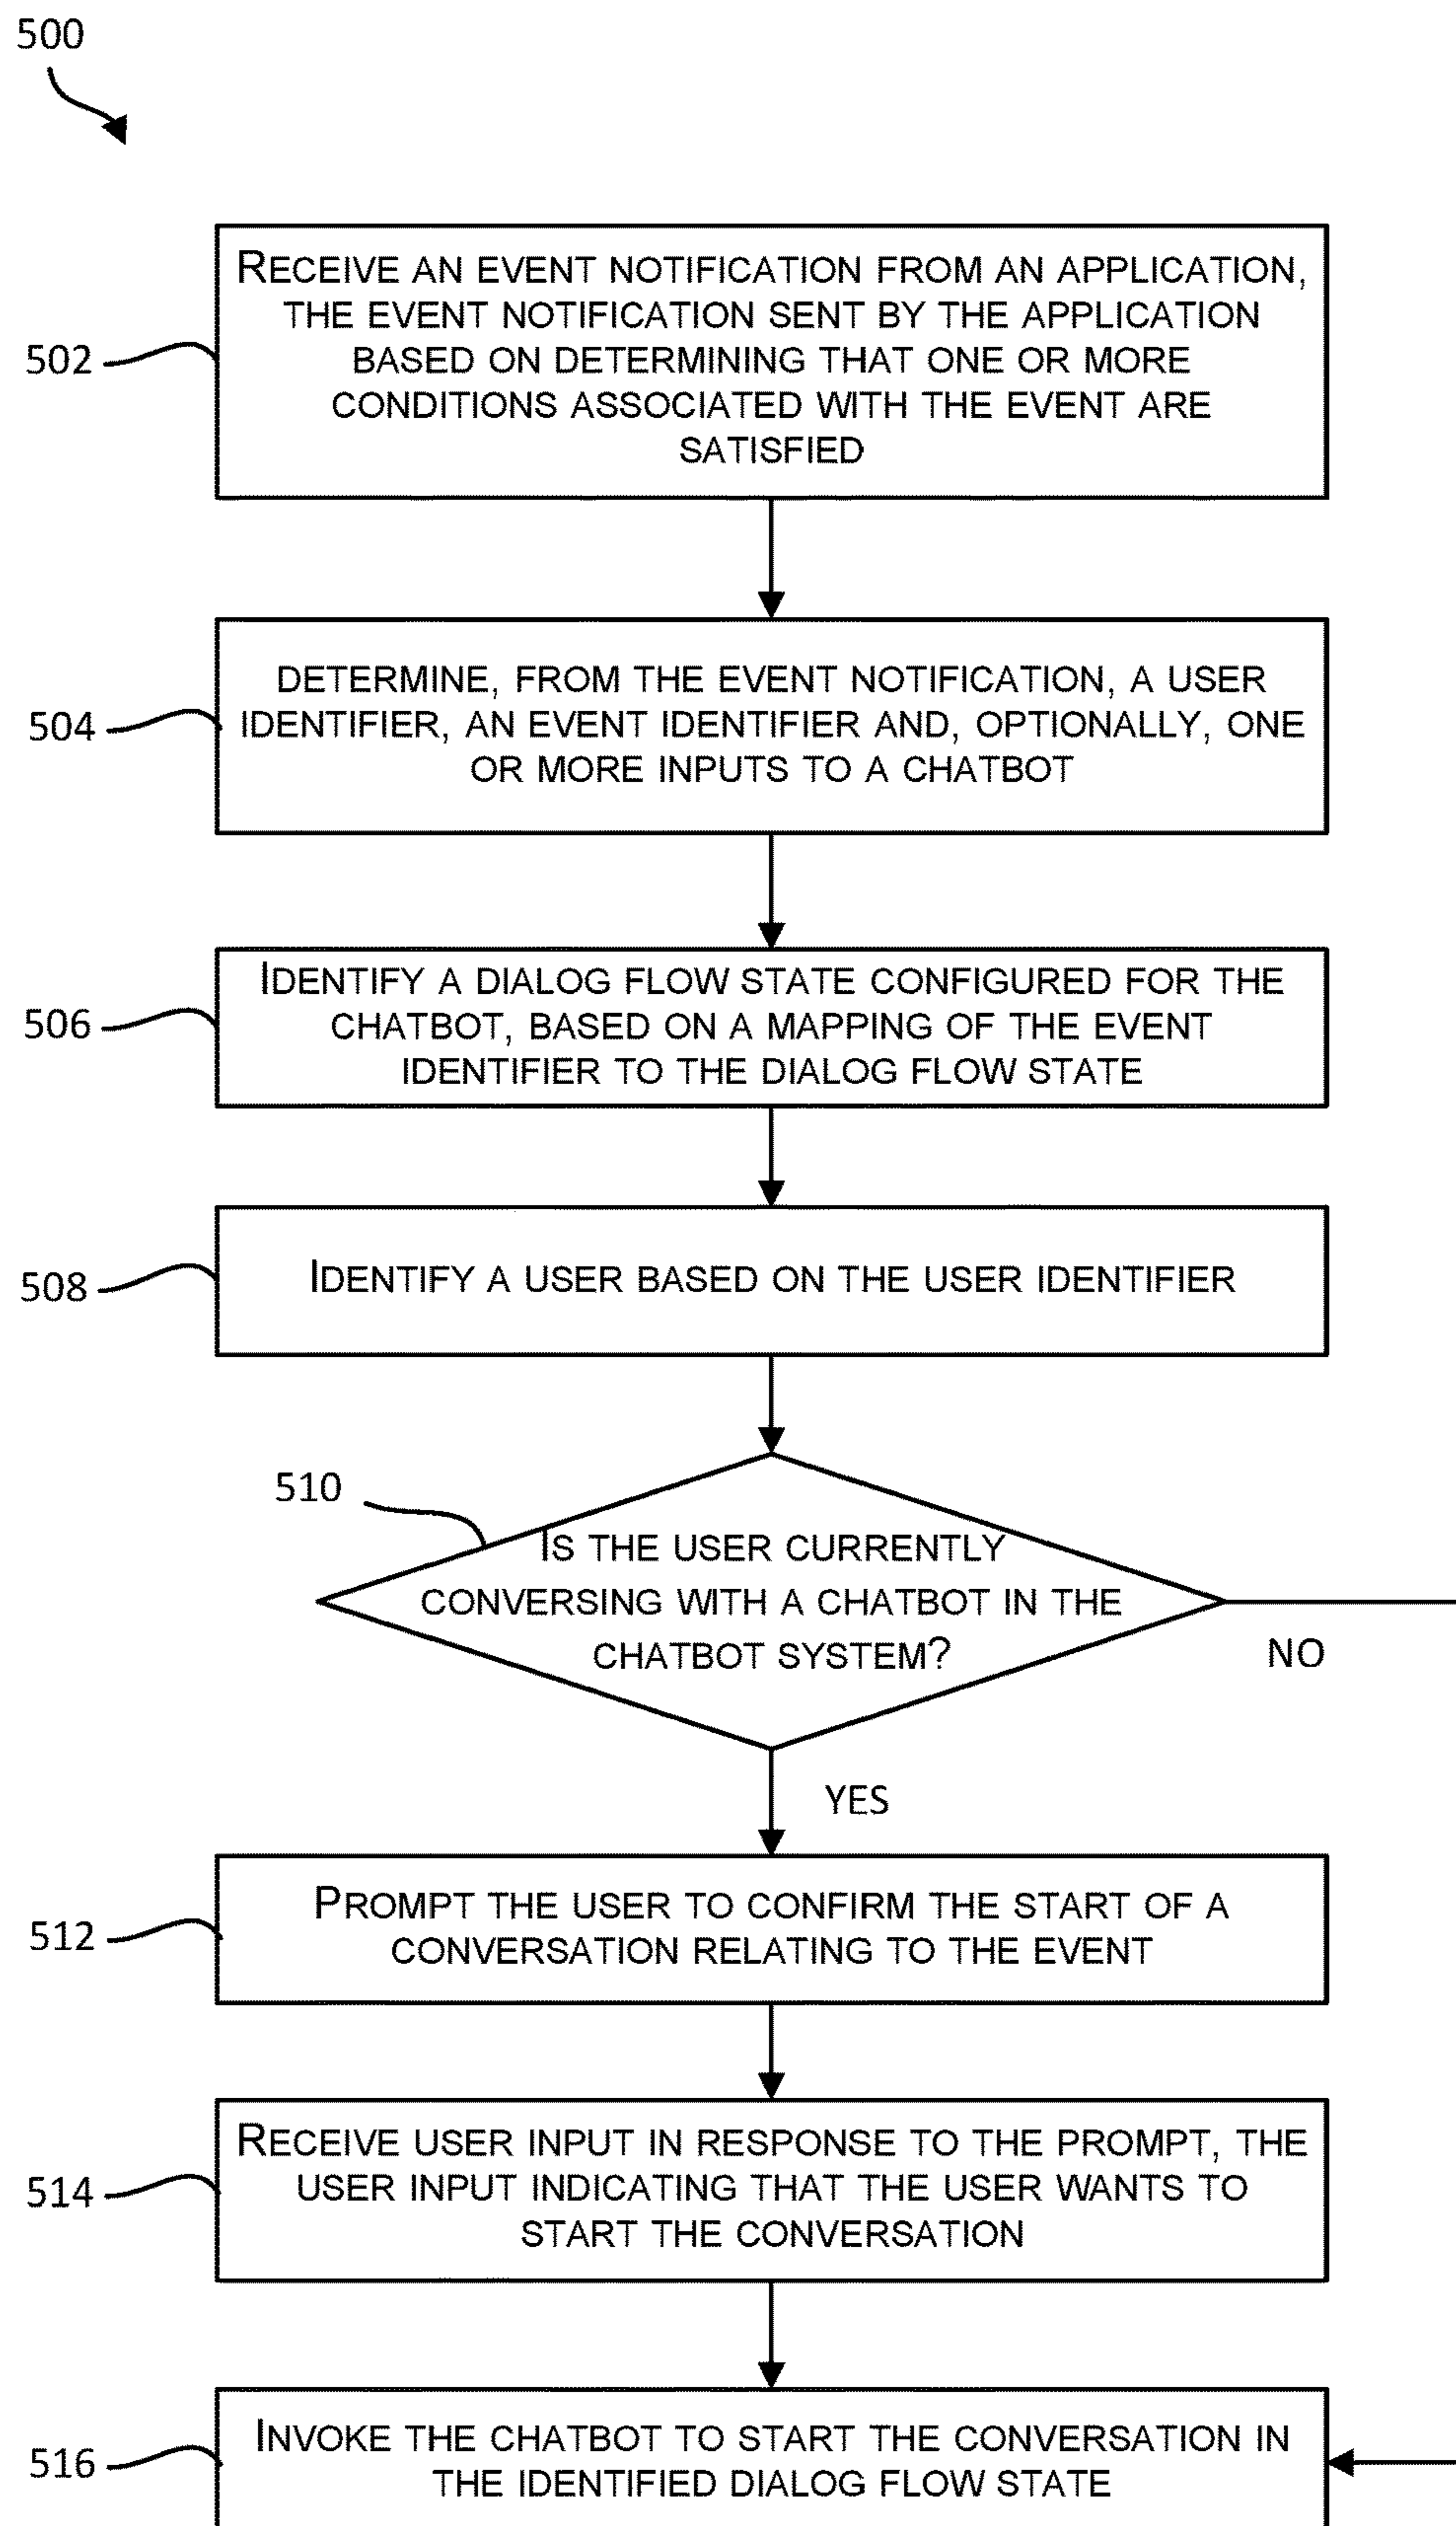 500
RECEIVE AN EVENT NOTIFICATION FROM AN APPLICATION,
THE EVENT NOTIFICATION SENT BY THE APPLICATION
BASED ON DETERMINING THAT ONE OR MORE
CONDITIONS ASSOCIATED WITH THE EVENT ARE
SATISFIED
502
DETERMINE, FROM THE EVENT NOTIFICATION, A USER
IDENTIFIER, AN EVENT IDENTIFIER AND, OPTIONALLY, ONE
OR MORE INPUTS TO A CHATBOT
504
IDENTIFY A DIALOG FLOW STATE CONFIGURED FOR THE
CHATBOT, BASED ON A MAPPING OF THE EVENT
IDENTIFIER TO THE DIALOG FLOW STATE
506
IDENTIFY A USER BASED ON THE USER IDENTIFIER
508
510
IS THE USER CURRENTLY
CONVERSING WITH A CHATBOT IN THE
CHATBOT SYSTEM?
NO
YES
PROMPT THE USER TO CONFIRM THE START OF A
CONVERSATION RELATING TO THE EVENT
512
RECEIVE USER INPUT IN RESPONSE TO THE PROMPT, THE
USER INPUT INDICATING THAT THE USER WANTS TO
START THE CONVERSATION
514
INVOKE THE CHATBOT TO START THE CONVERSATION IN
THE IDENTIFIED DIALOG FLOW STATE
516